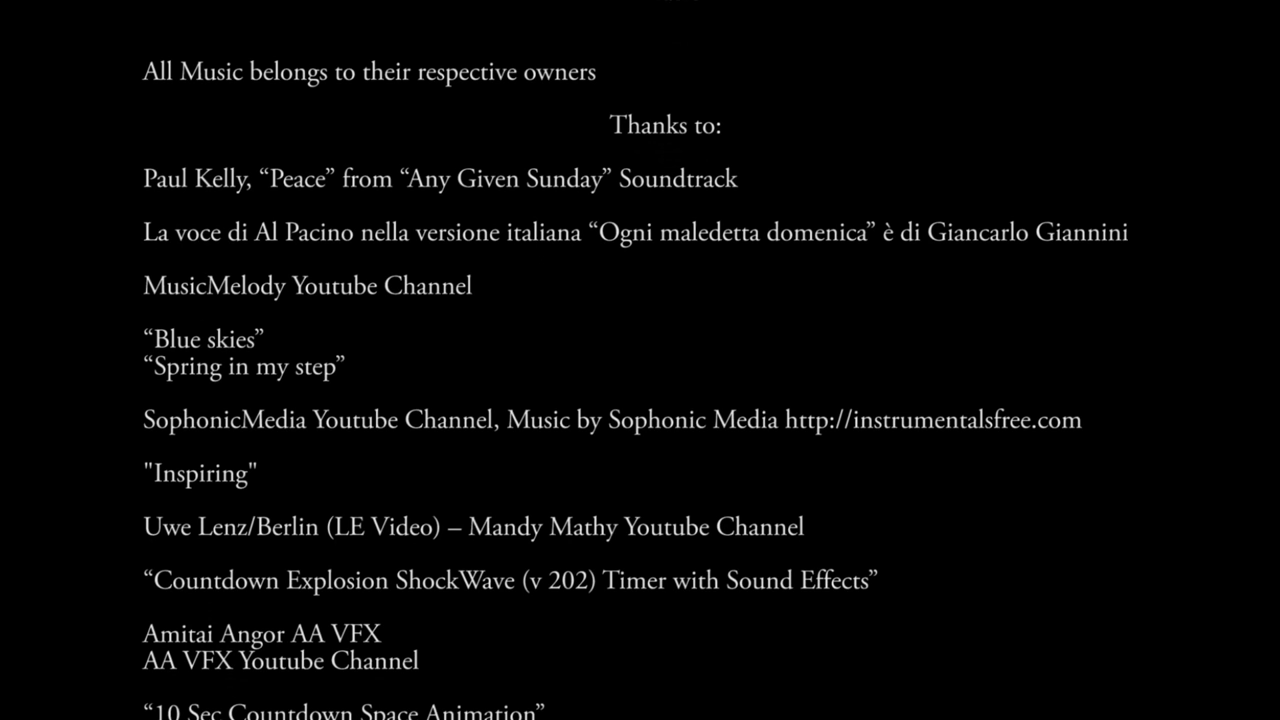 All Music belongs to their respective owners
Thanks to:
Paul Kelly, “Peace” from “Any Given Sunday” Soundtrack
La voce di Al Pacino nella versione italiana “Ogni maledetta domenica” è di Giancarlo Giannini
MusicMelody Youtube Channel
“Blue skies”
“Spring in my step”
SophonicMedia Youtube Channel, Music by Sophonic Media http://instrumentalsfree.com
"Inspiring"
Uwe Lenz/Berlin (LE Video) – Mandy Mathy Youtube Channel
“Countdown Explosion ShockWave (v 202) Timer with Sound Effects”
Amitai Angor AA VFX
AA VFX Youtube Channel
“10 Sec Countdown Space Animation”